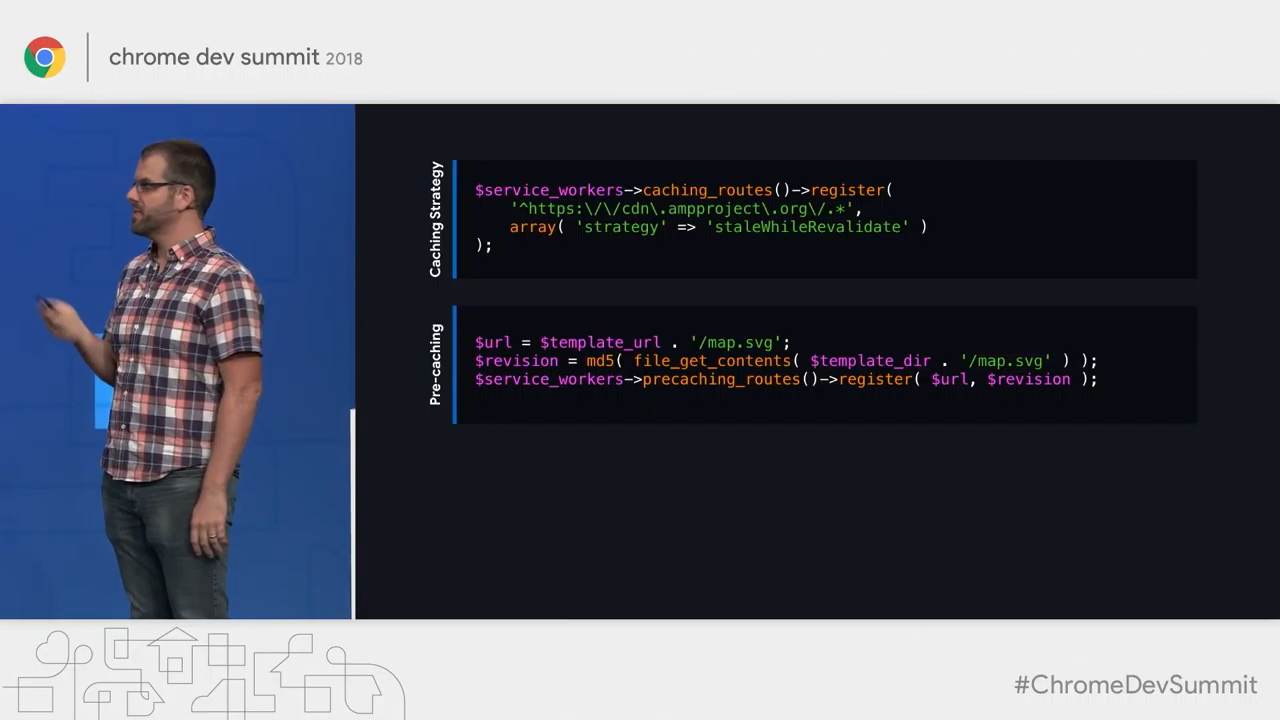 chrome dev summit 2018
Caching Strategy
$service_workers->caching_routes()->register(
'^https:\/\/cdn\.ampproject\.org\/.*',
array( 'strategy' => 'staleWhileRevalidate' )
);
Pre-caching
$url = $template_url . '/map.svg';
$revision = md5( file_get_contents( $template_dir . '/map.svg' ) );
$service_workers->precaching_routes()->register( $url, $revision );
#ChromeDevSummit